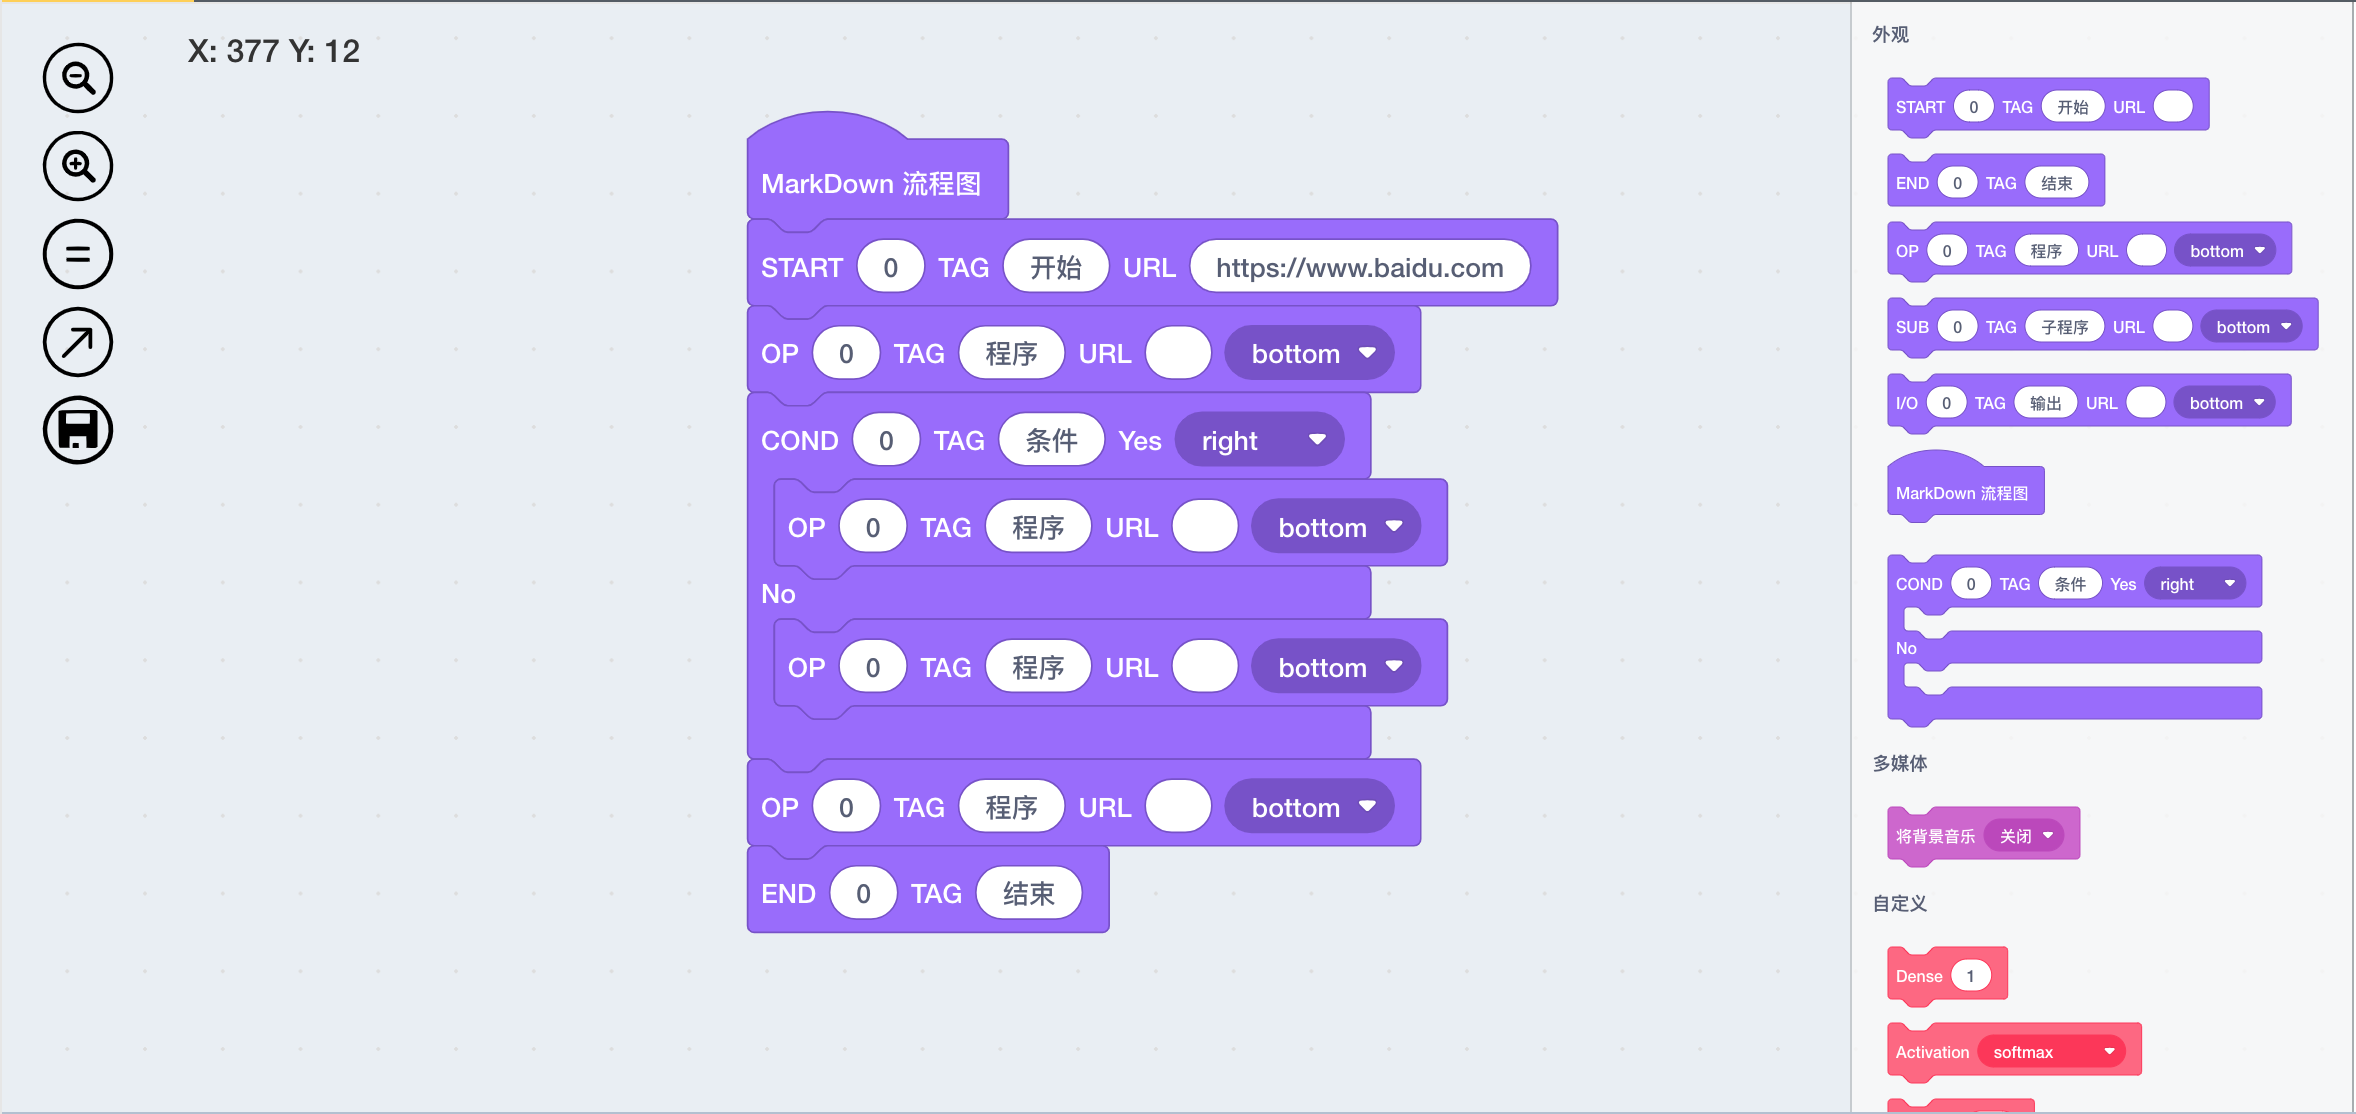 X: 377 Y: 12
MarkDown 流程图
START 0 TAG 开始 URL https://www.baidu.com
OP 0 TAG 程序 URL bottom
COND 0 TAG 条件 Yes right
OP 0 TAG 程序 URL bottom
No
OP 0 TAG 程序 URL bottom
OP 0 TAG 程序 URL bottom
END 0 TAG 结束
外观
START 0 TAG 开始 URL
END 0 TAG 结束
OP 0 TAG 程序 URL bottom
SUB 0 TAG 子程序 URL bottom
I/O 0 TAG 输出 URL bottom
MarkDown 流程图
COND 0 TAG 条件 Yes right
No
多媒体
将背景音乐 关闭
自定义
Dense 1
Activation softmax